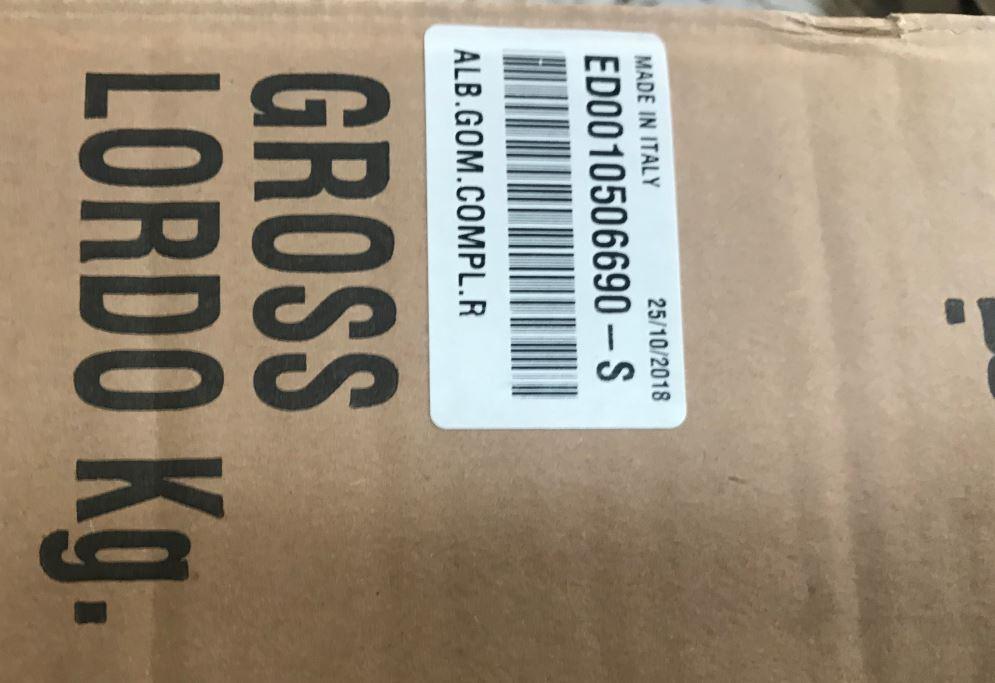 MADE IN ITALY 25/10/2018
ED0010506690-S
ALB.GOM.COMPL.R
GROSS
LORDO Kg.